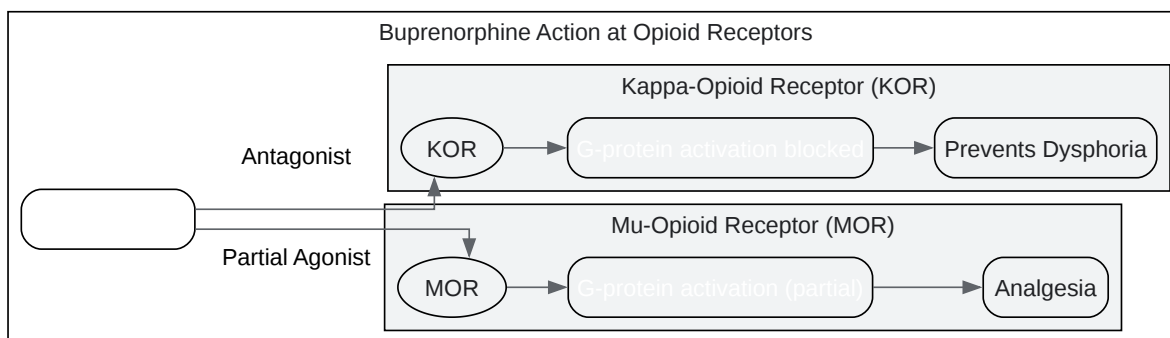 Buprenorphine Action at Opioid Receptors
Kappa-Opioid Receptor (KOR)
Antagonist
KOR
G-protein activation blocked
Prevents Dysphoria
Mu-Opioid Receptor (MOR)
Partial Agonist
MOR
G-protein activation (partial)
Analgesia